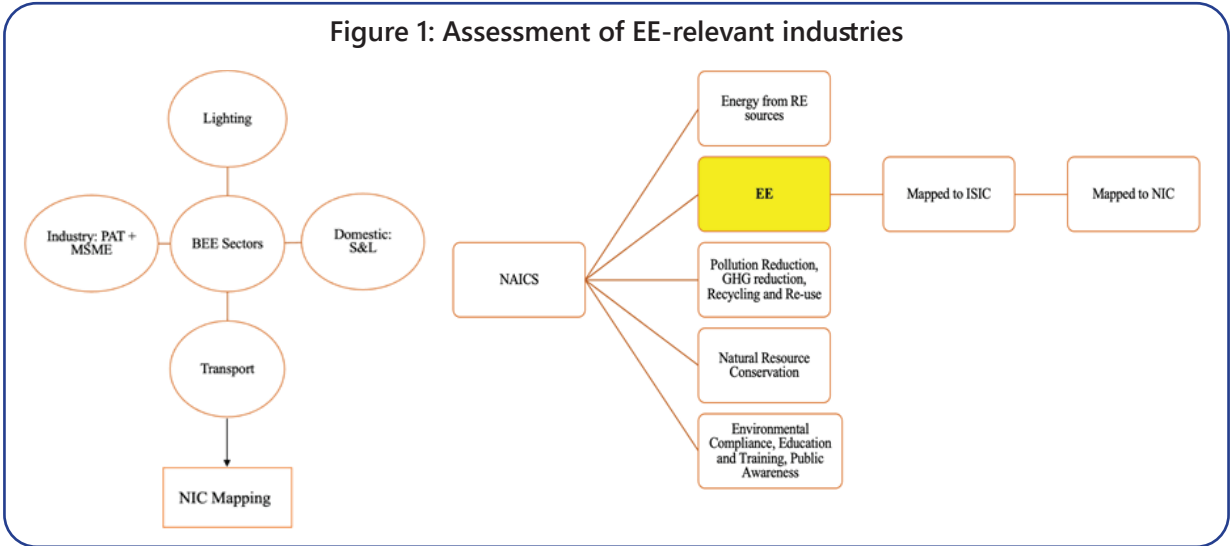 Figure 1: Assessment of EE-relevant industries
Lighting
Industry: PAT +
MSME
BEE Sectors
Domestic:
S&L
Transport
NIC Mapping
NAICS
Energy from RE
sources
EE
Mapped to ISIC
Mapped to NIC
Pollution Reduction,
GHG reduction,
Recycling and Re-use
Natural Resource
Conservation
Environmental
Compliance, Education
and Training, Public
Awareness